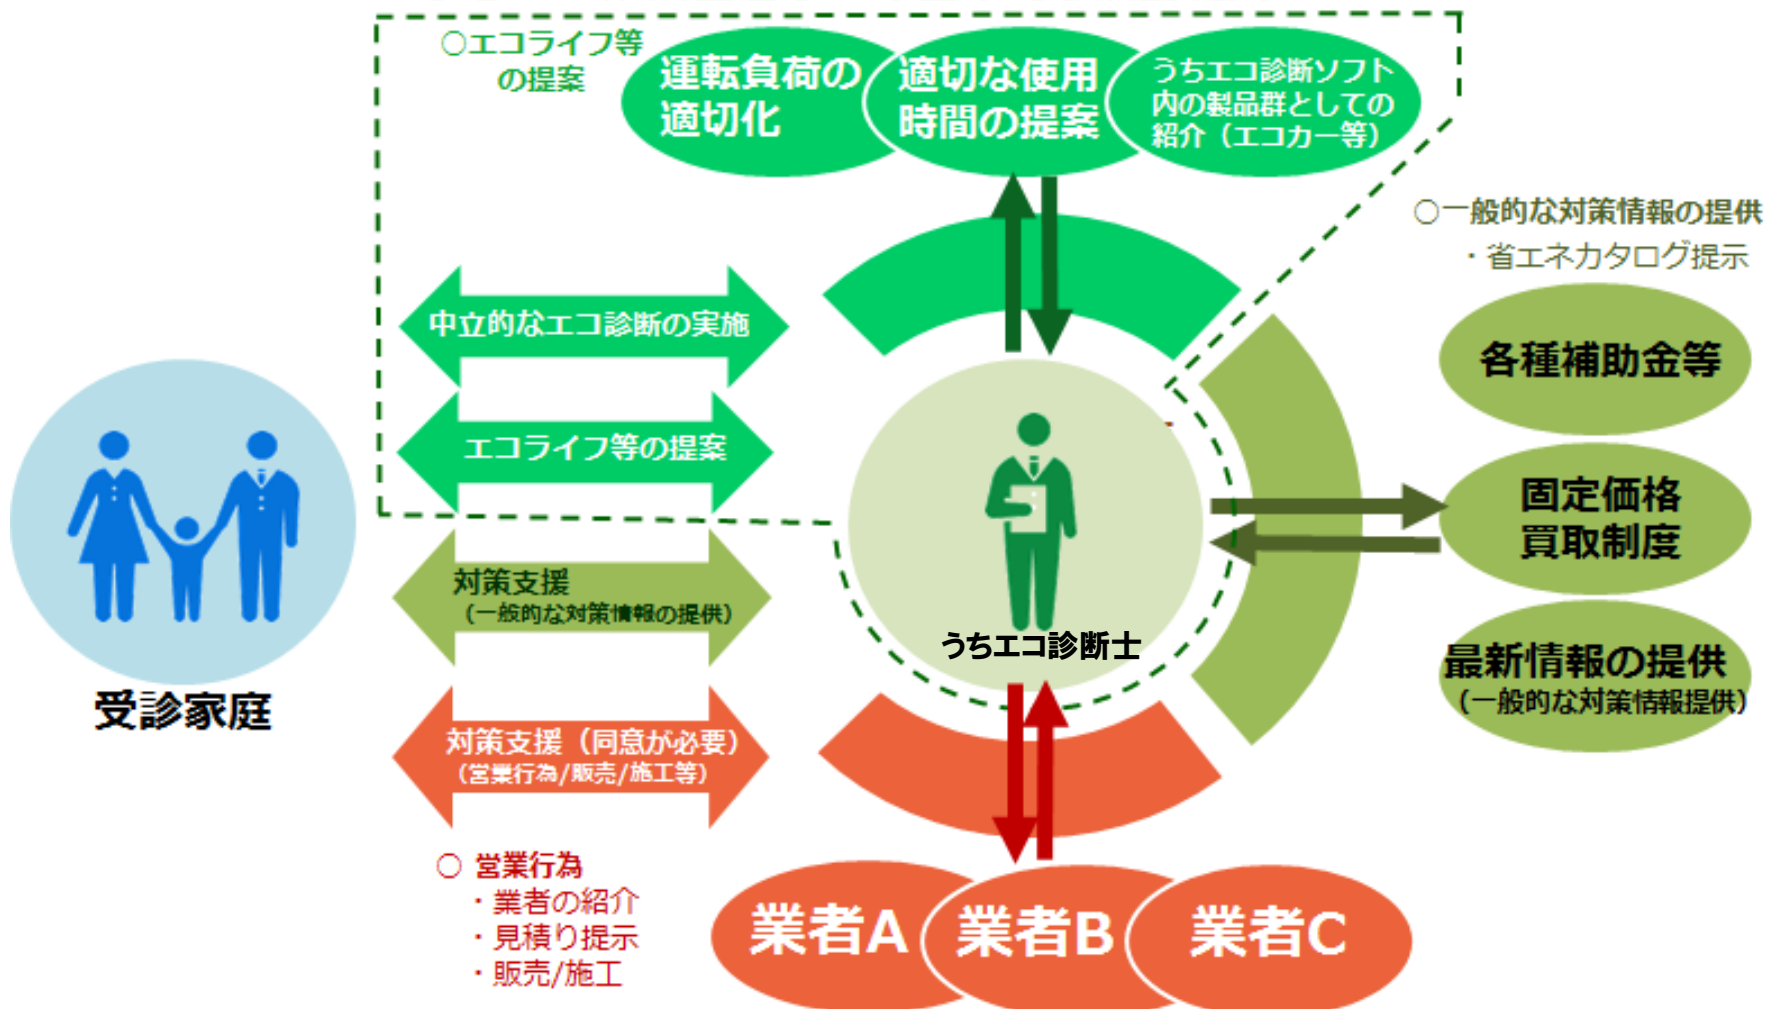 ○エコライフ等
の提案
運転負荷の
適切化
適切な使用
時間の提案
うちエコ診断ソフト
内の製品群としての
紹介（エコカー等）
○一般的な対策情報の提供
・省エネカタログ提示
中立的なエコ診断の実施
エコライフ等の提案
対策支援
（一般的な対策情報の提供）
対策支援（同意が必要）
（営業行為/販売/施工等）
受診家庭
うちエコ診断士
各種補助金等
固定価格
買取制度
最新情報の提供
（一般的な対策情報提供）
○ 営業行為
・業者の紹介
・見積り提示
・販売/施工
業者A
業者B
業者C